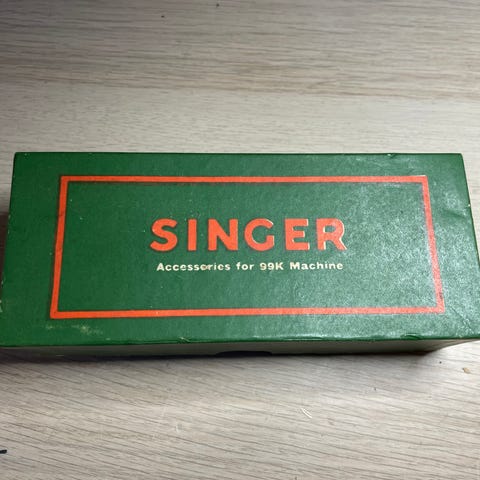 SINGER
Accessories for 99K Machine